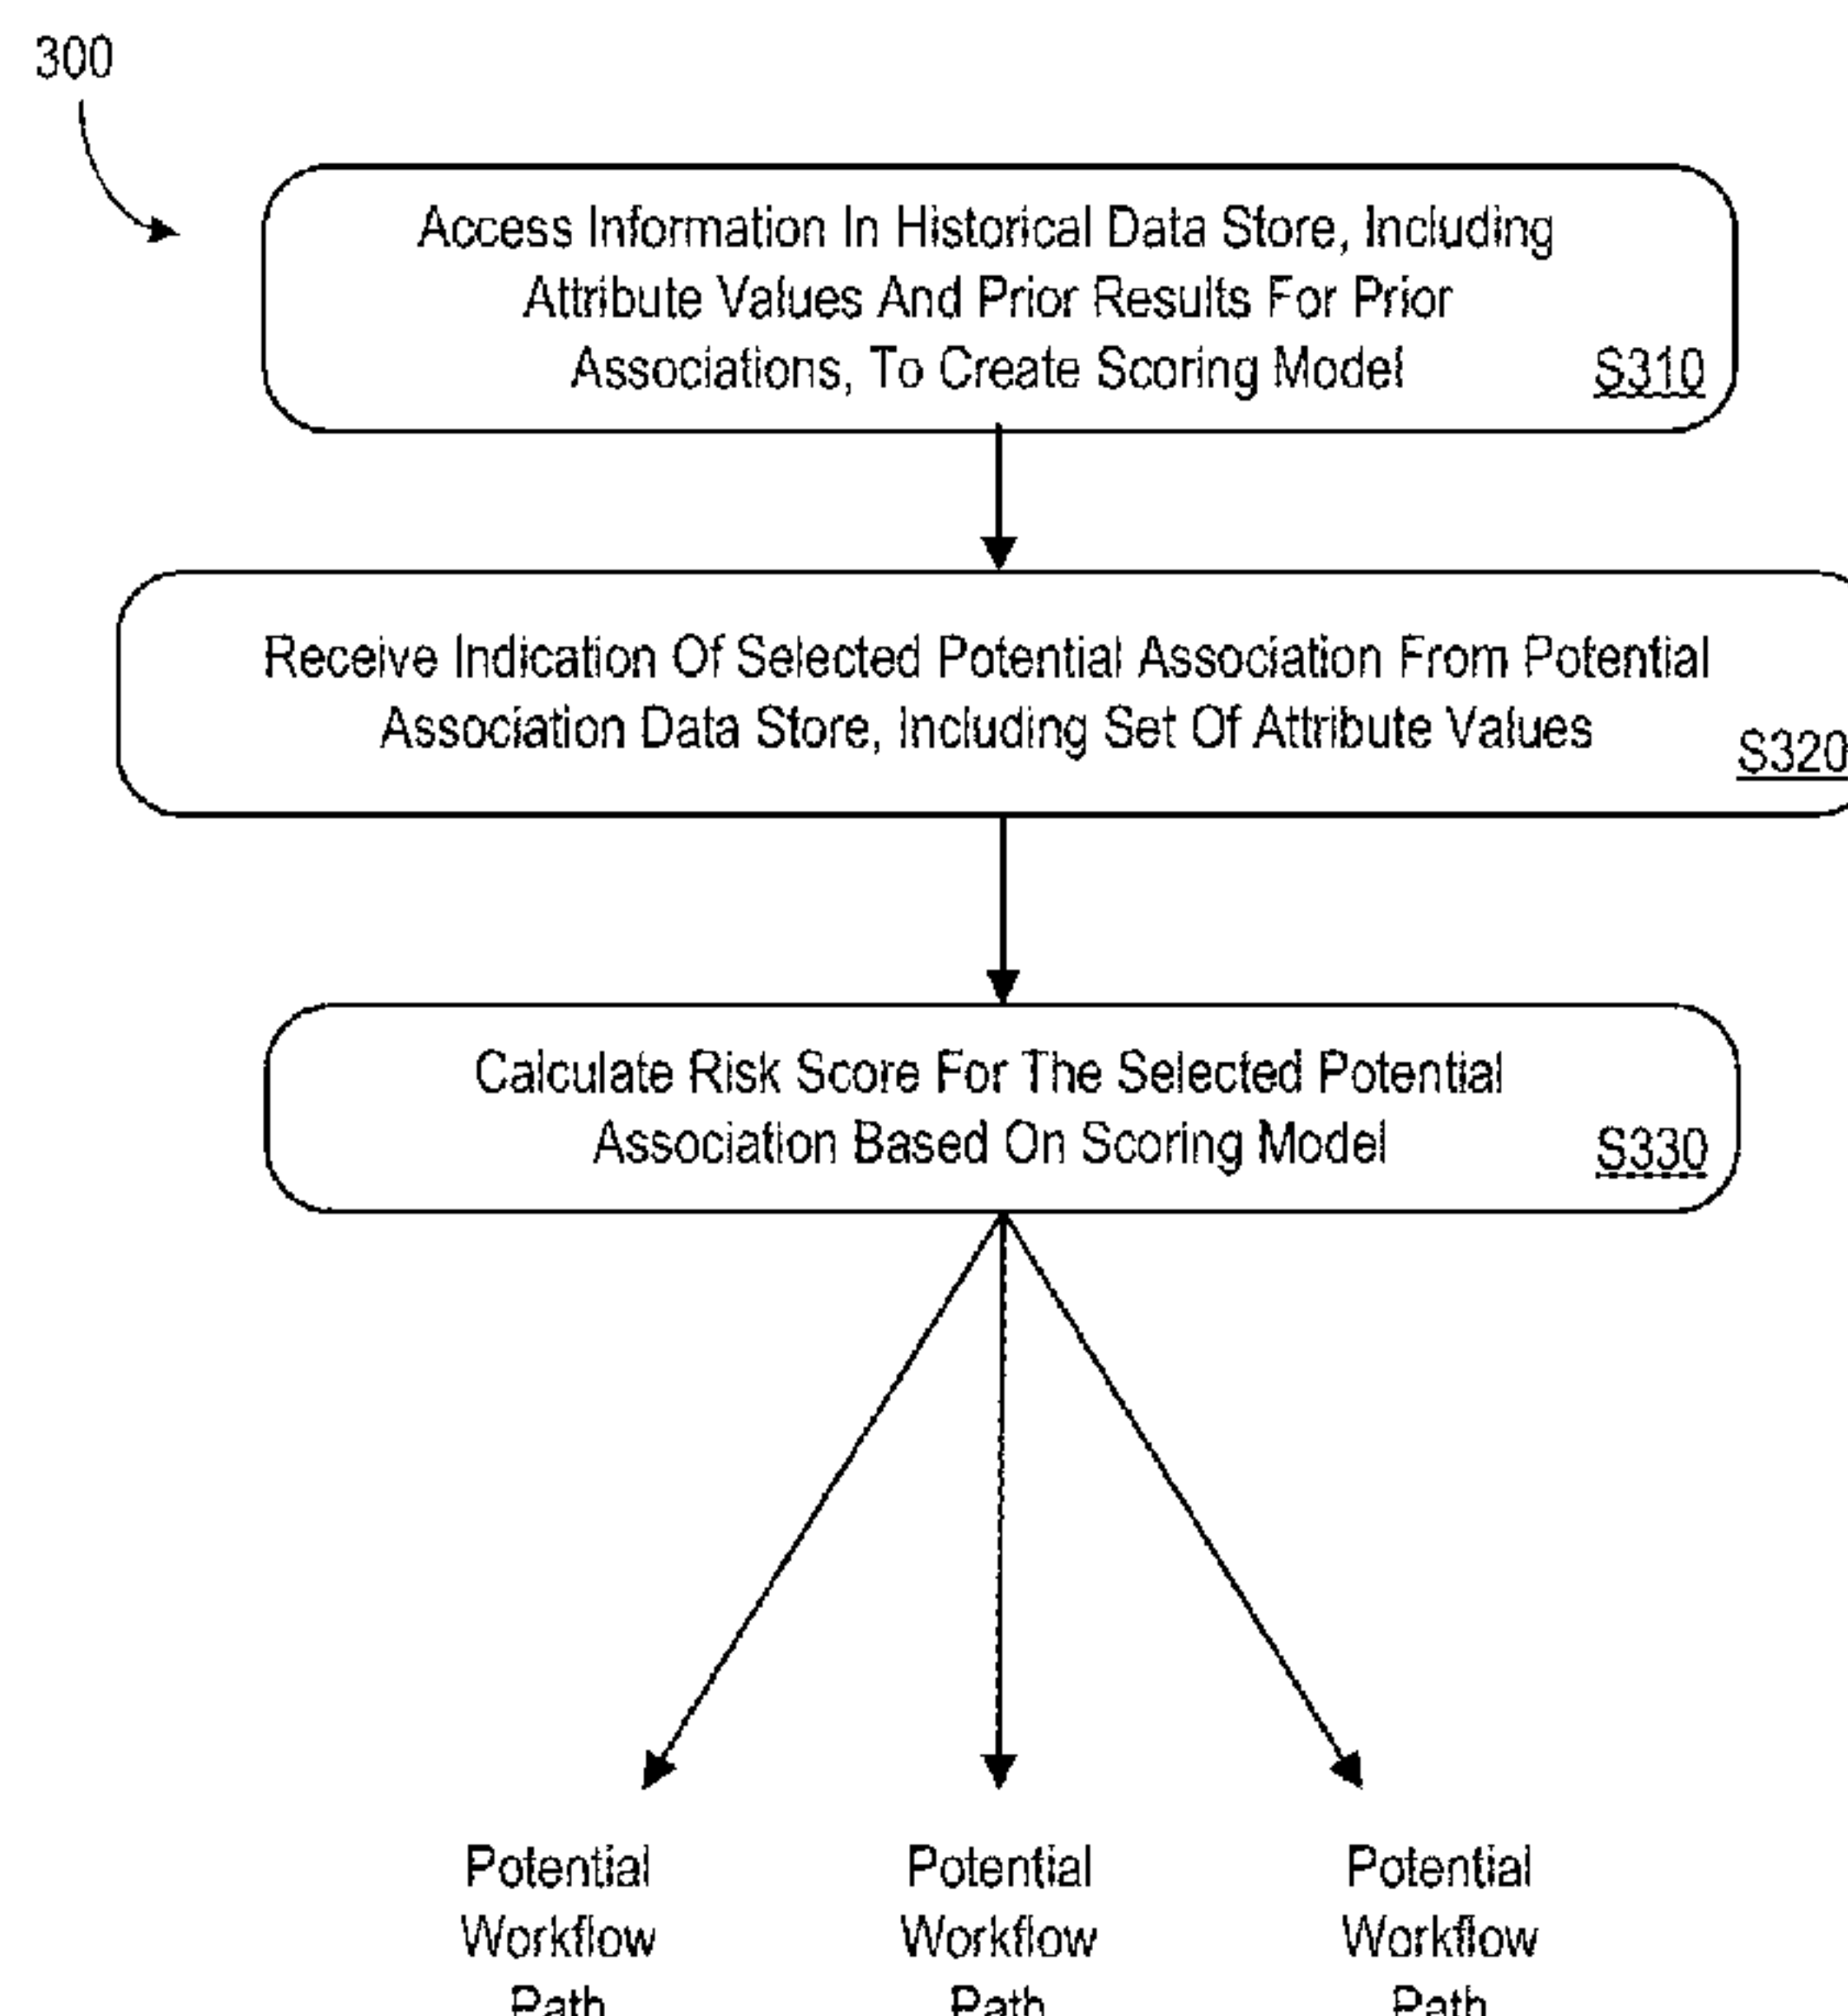 300
Access Information In Historical Data Store, Including
Attribute Values And Prior Results For Prior
Associations, To Create Scoring Model
S310
Receive Indication Of Selected Potential Association From Potential
Association Data Store, Including Set Of Attribute Values
S320
Calculate Risk Score For The Selected Potential
Association Based On Scoring Model
S330
Potential
Workflow
Path
Potential
Workflow
Path
Potential
Workflow
Path